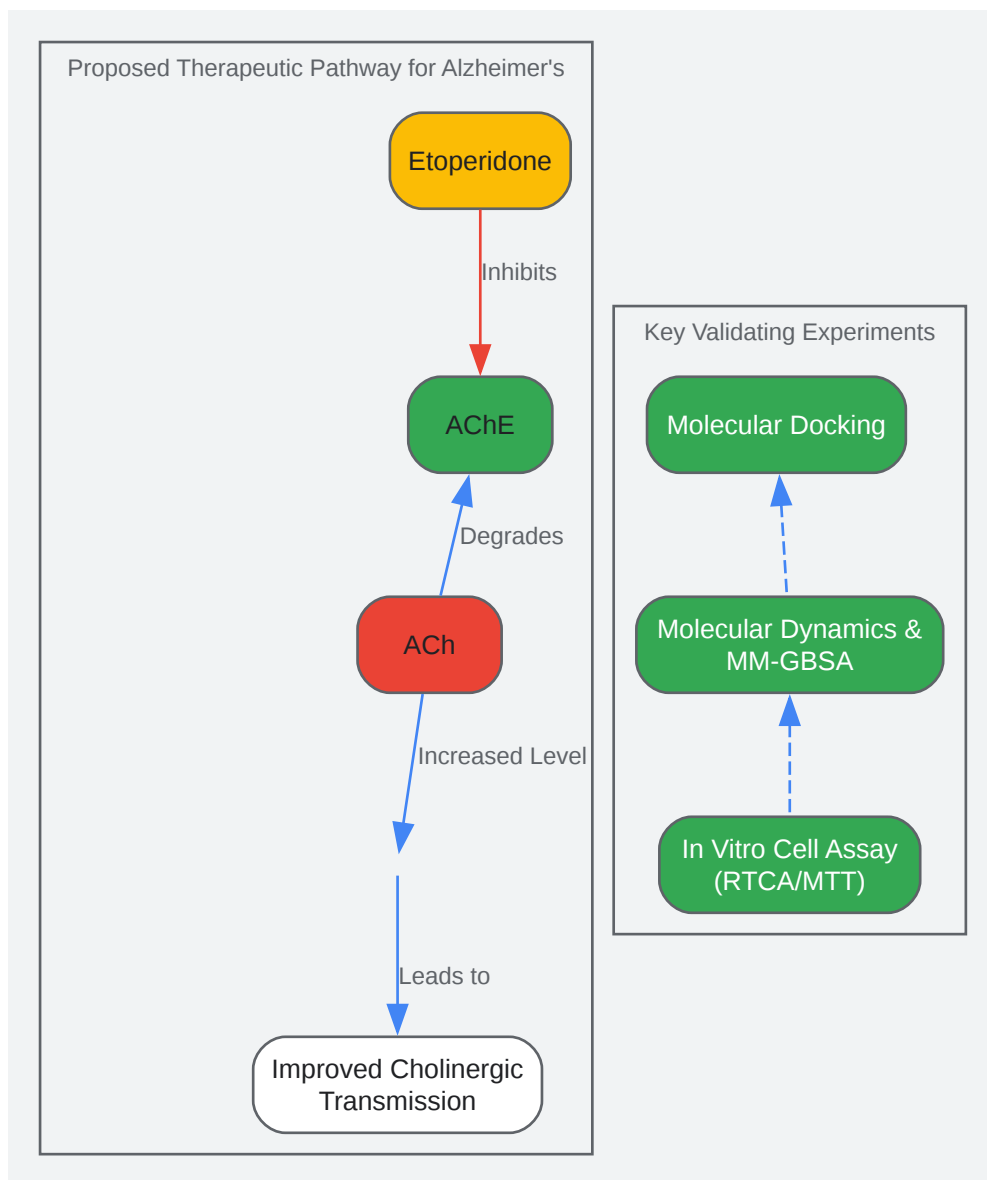 Proposed Therapeutic Pathway for Alzheimer's
Etoperidone
Inhibits
AChE
Degrades
ACh
Increased Level
Leads to
Improved Cholinergic
Transmission
Key Validating Experiments
Molecular Docking
Molecular Dynamics &
MM-GBSA
In Vitro Cell Assay
(RTCA/MTT)